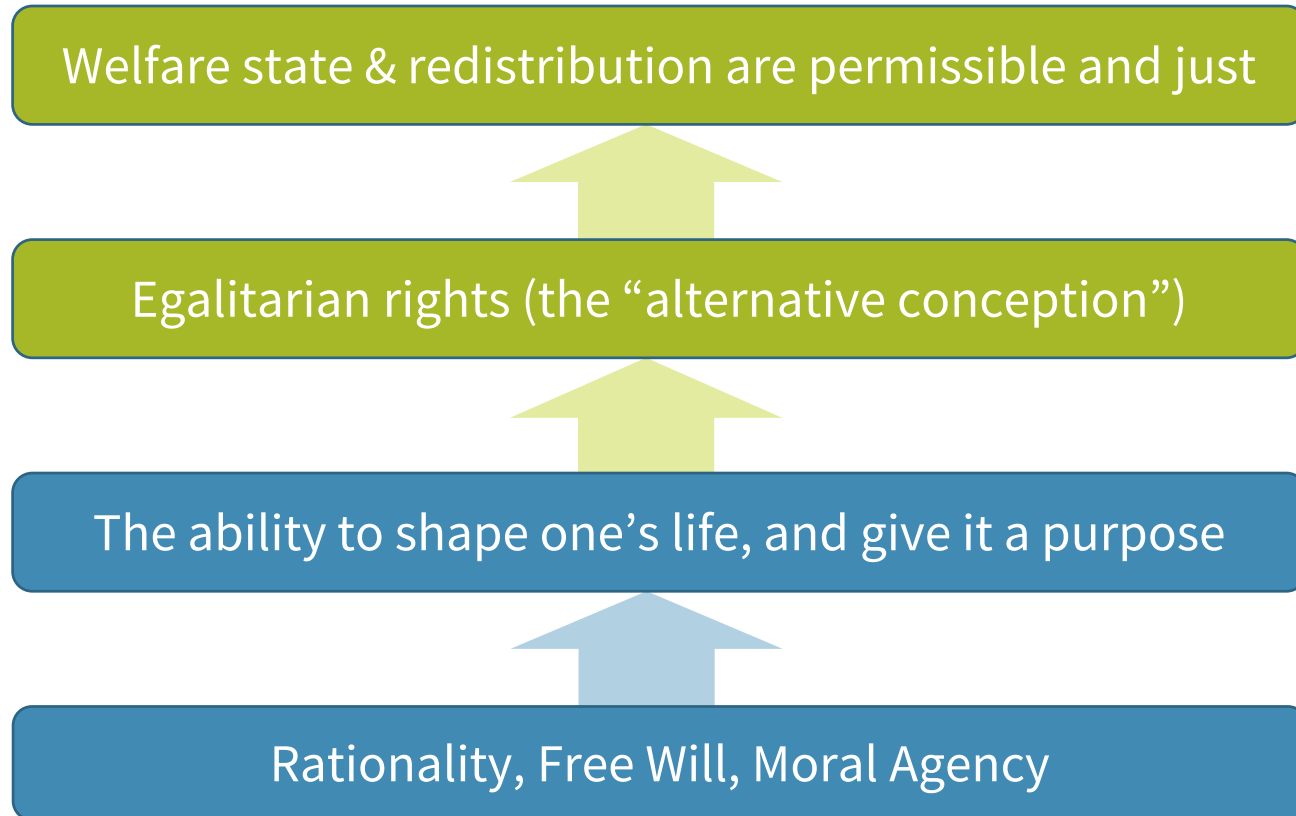 Welfare state & redistribution are permissible and just
Egalitarian rights (the “alternative conception”)
The ability to shape one’s life, and give it a purpose
Rationality, Free Will, Moral Agency